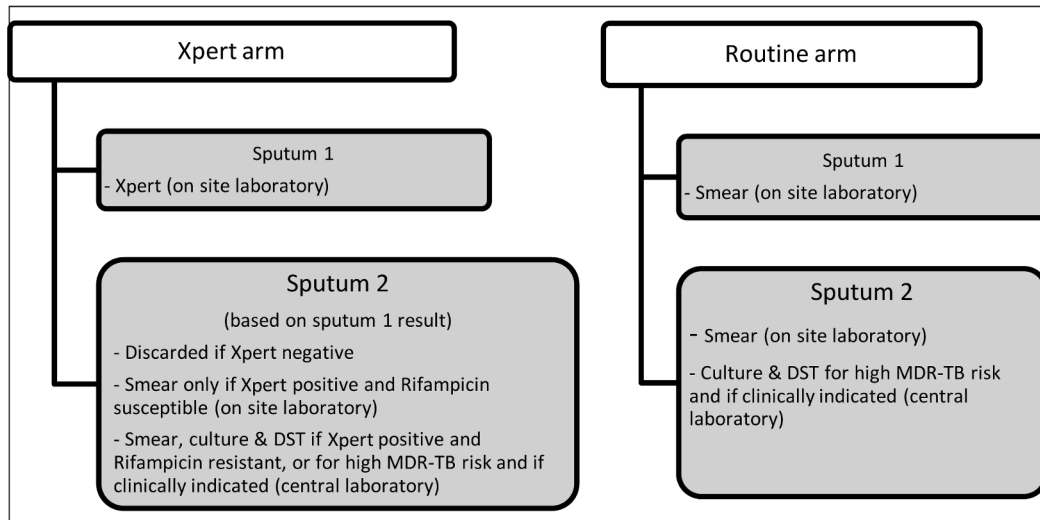 Xpert arm
Sputum 1
- Xpert (on site laboratory)
Sputum 2
(based on sputum 1 result)
- Discarded if Xpert negative
- Smear only if Xpert positive and Rifampicin
susceptible (on site laboratory)
- Smear, culture & DST if Xpert positive and
Rifampicin resistant, or for high MDR-TB risk and if
clinically indicated (central laboratory)
Routine arm
Sputum 1
- Smear (on site laboratory)
Sputum 2
- Smear (on site laboratory)
- Culture & DST for high MDR-TB risk
and if clinically indicated (central
laboratory)